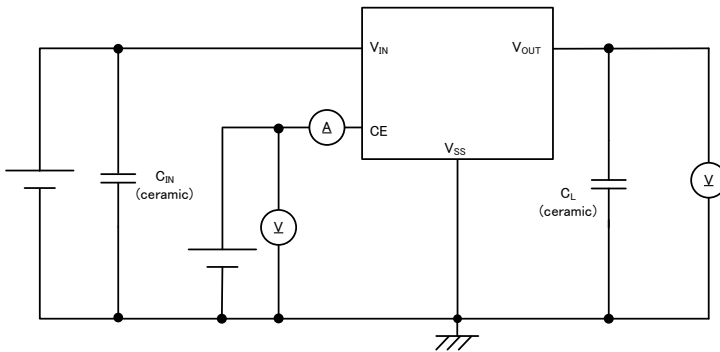 VIN
VOUT
A
CE
VSS
CIN
(ceramic)
V
CL
(ceramic)
V